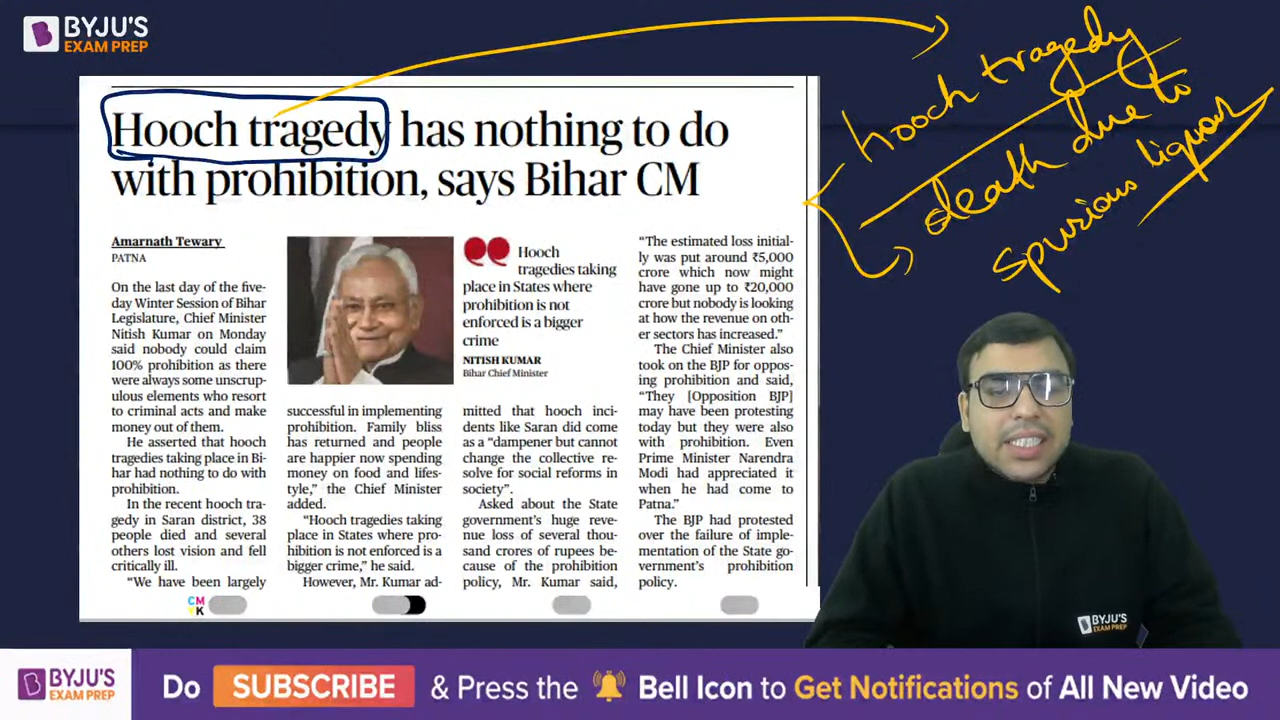 BYJU'S
EXAM PREP
Hooch tragedy has nothing to do
with prohibition, says Bihar CM
hooch tragedy
death due to
spurious liquor
Amarnath Tewary
PATNA
On the last day of the five-
day Winter Session of Bihar
Legislature, Chief Minister
Nitish Kumar on Monday
said nobody could claim
100% prohibition as there
were always some unscrup-
ulous elements who resort
to criminal acts and make
money out of them.
He asserted that hooch
tragedies taking place in Bi-
har had nothing to do with
prohibition.
In the recent hooch tra-
gedy in Saran district, 38
people died and several
others lost vision and fell
critically ill.
“We have been largely
successful in implementing
prohibition. Family bliss
has returned and people
are happier now spending
money on food and lifes-
tyle,” the Chief Minister
added.
“Hooch tragedies taking
place in States where pro-
hibition is not enforced is a
bigger crime,” he said.
However, Mr. Kumar ad-
Hooch
tragedies taking
place in States where
prohibition is not
enforced is a bigger
crime
NITISH KUMAR
Bihar Chief Minister
mitted that hooch inci-
dents like Saran did come
as a “dampener but cannot
change the collective re-
solve for social reforms in
society”.
Asked about the State
government’s huge reve-
nue loss of several thou-
sand crores of rupees be-
cause of the prohibition
policy, Mr. Kumar said,
“The estimated loss initial-
ly was put around ₹5,000
crore which now might
have gone up to ₹20,000
crore but nobody is looking
at how the revenue on oth-
er sectors has increased.”
The Chief Minister also
took on the BJP for oppos-
ing prohibition and said,
“They [Opposition BJP]
may have been protesting
today but they were also
with prohibition. Even
Prime Minister Narendra
Modi had appreciated it
when he had come to
Patna.”
The BJP had protested
over the failure of imple-
mentation of the State go-
vernment’s prohibition
policy.
CM
YK
BYJU'S
EXAM PREP
BYJU'S
EXAM PREP
Do SUBSCRIBE & Press the Bell Icon to Get Notifications of All New Video